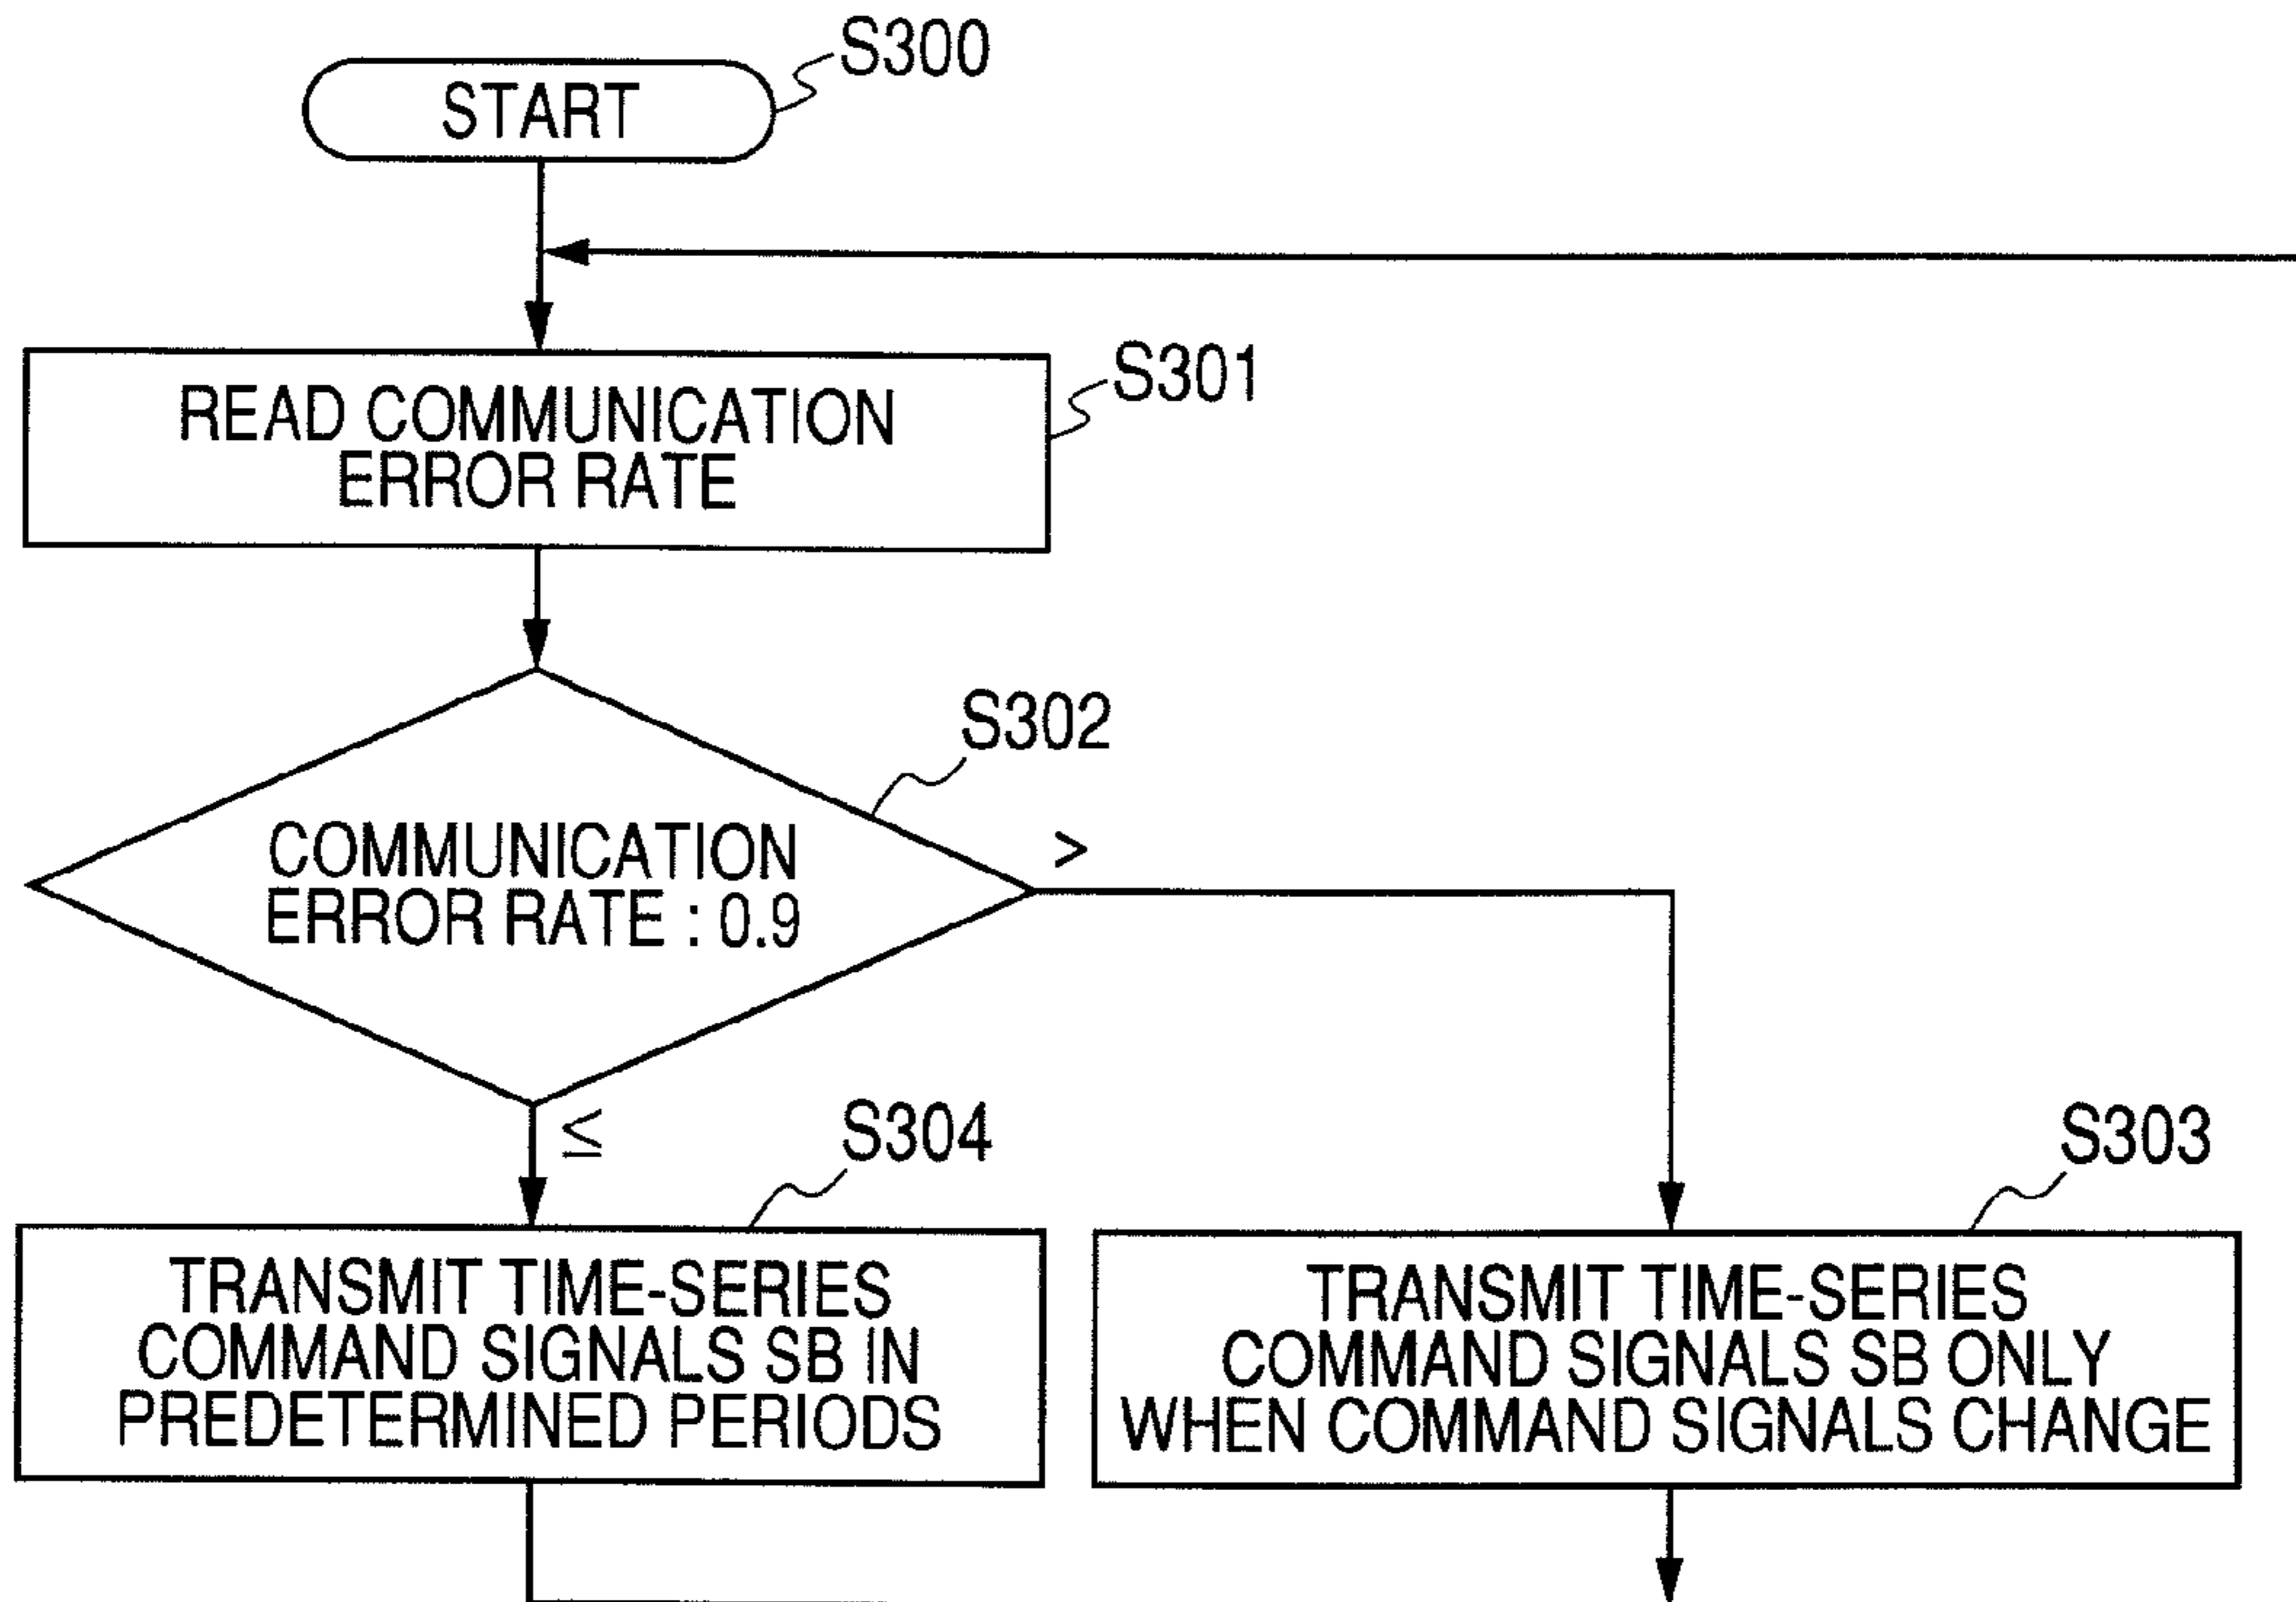 S300
START
S301
READ COMMUNICATION
ERROR RATE
S302
COMMUNICATION
ERROR RATE : 0.9
>
≤
S304
TRANSMIT TIME-SERIES
COMMAND SIGNALS SB IN
PREDETERMINED PERIODS
S303
TRANSMIT TIME-SERIES
COMMAND SIGNALS SB ONLY
WHEN COMMAND SIGNALS CHANGE